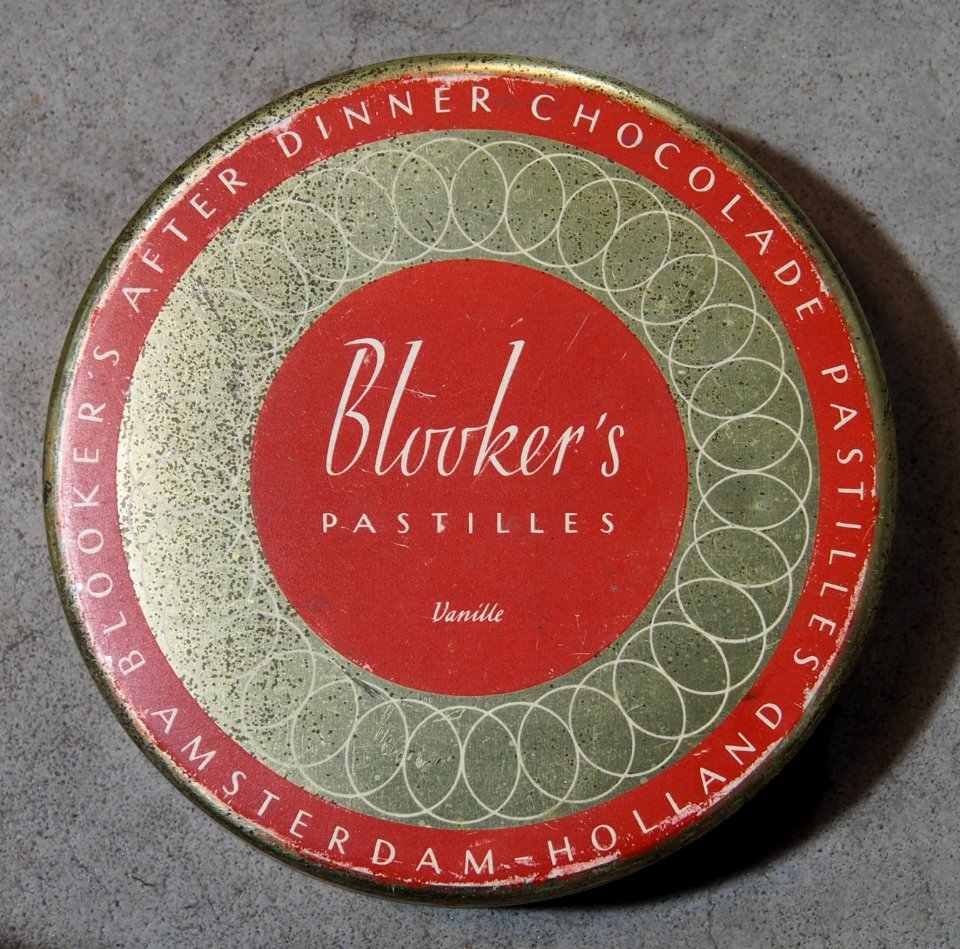 BLOOKER'S AFTER DINNER CHOCOLADE PASTILLES
Blooker's
PASTILLES
Vanille
AMSTERDAM-HOLLAND